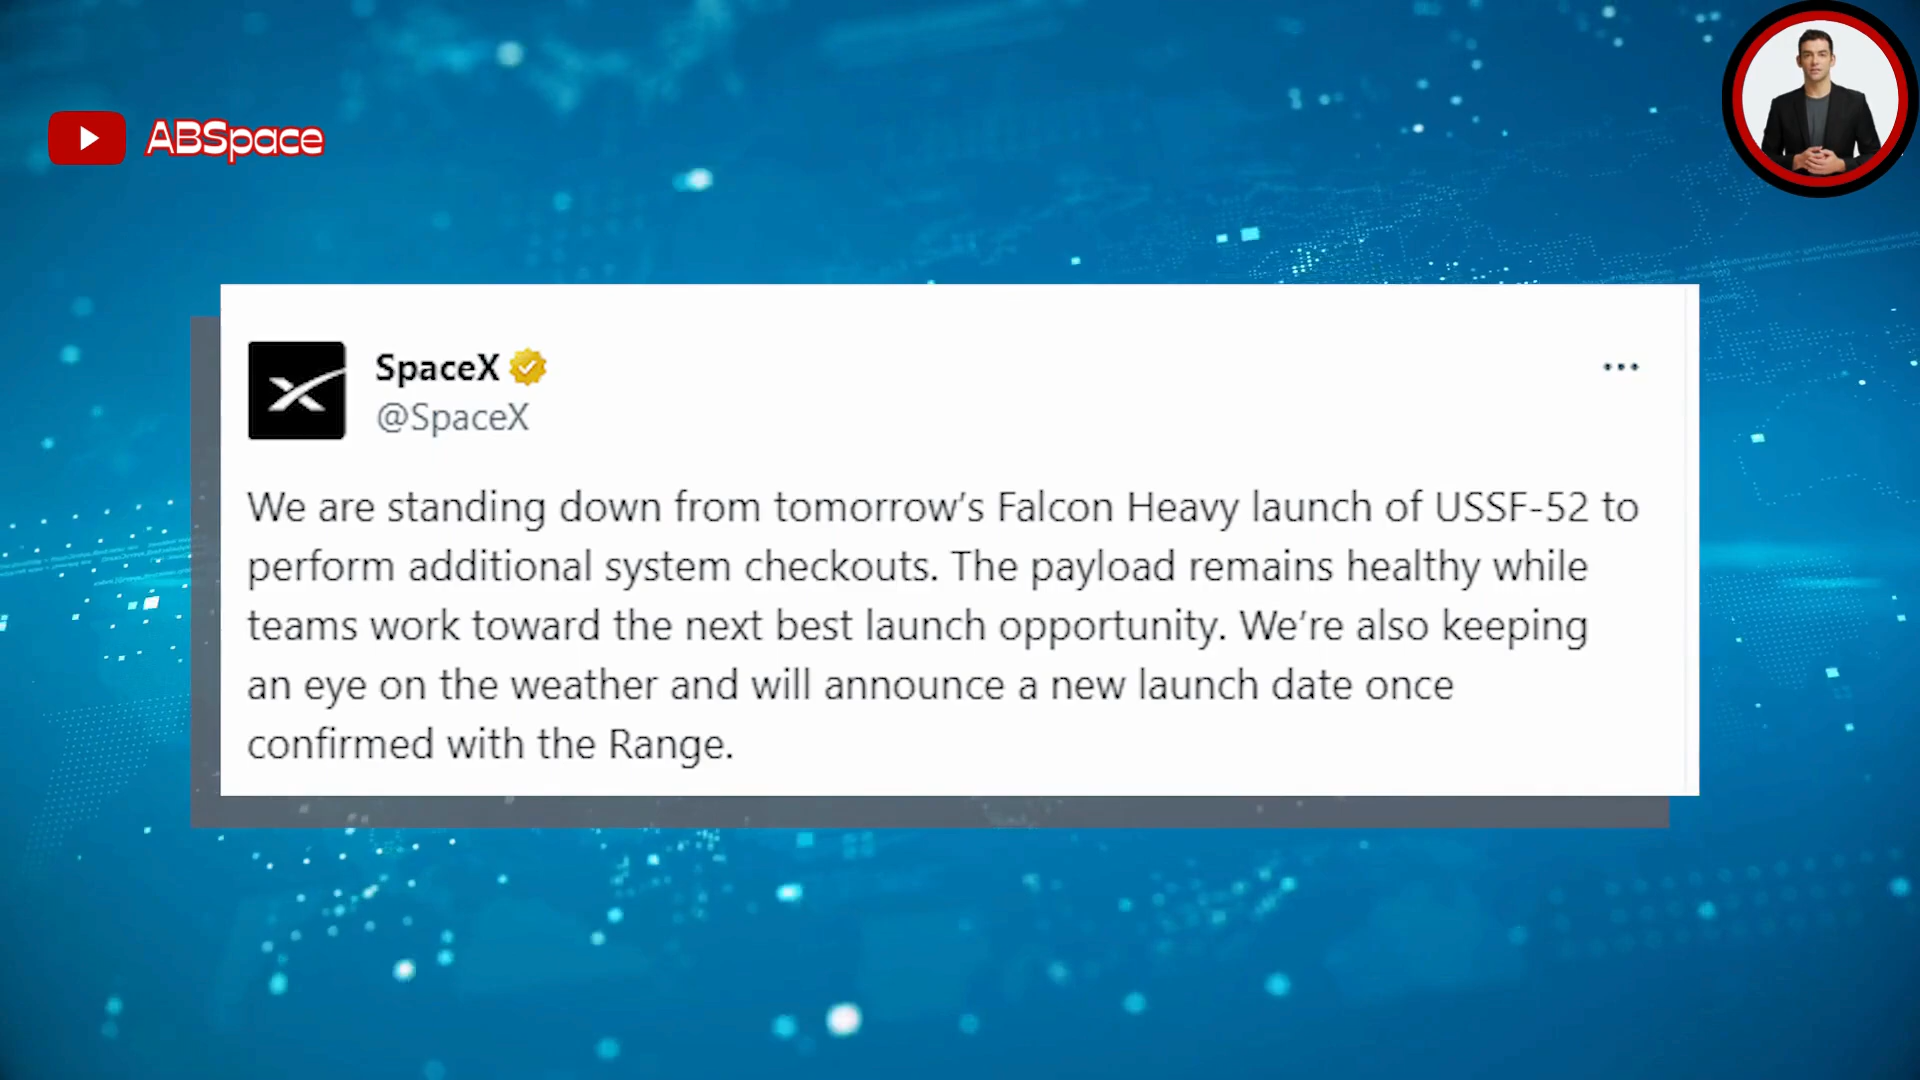 ABSpace
SpaceX
@SpaceX
We are standing down from tomorrow’s Falcon Heavy launch of USSF-52 to
perform additional system checkouts. The payload remains healthy while
teams work toward the next best launch opportunity. We’re also keeping
an eye on the weather and will announce a new launch date once
confirmed with the Range.